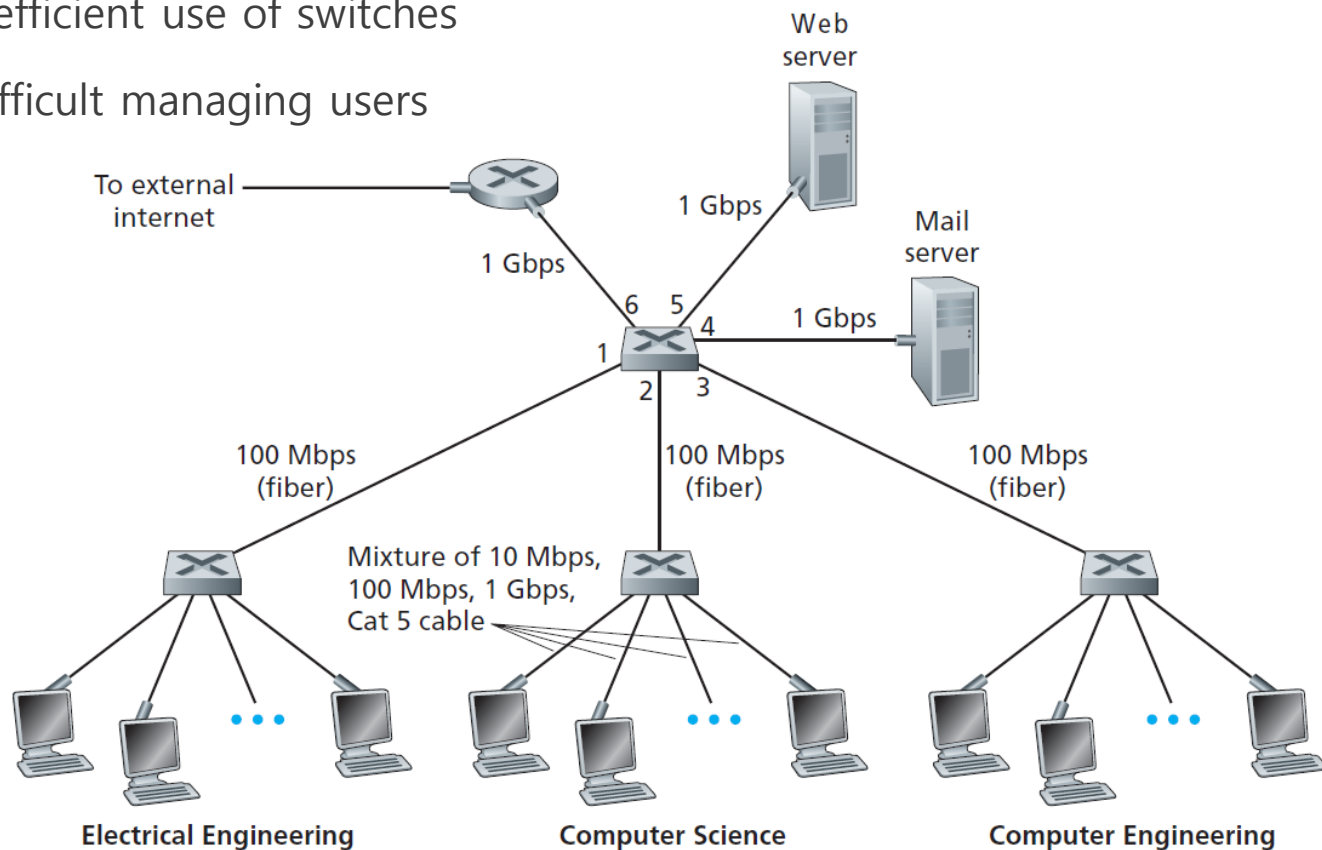 efficient use of switches
fficult managing users
Web
server
To external
internet
1 Gbps
Mail
server
1 Gbps
6
5
4
1 Gbps
1
2
3
100 Mbps
(fiber)
100 Mbps
(fiber)
100 Mbps
(fiber)
Mixture of 10 Mbps,
100 Mbps, 1 Gbps,
Cat 5 cable
Electrical Engineering
Computer Science
Computer Engineering